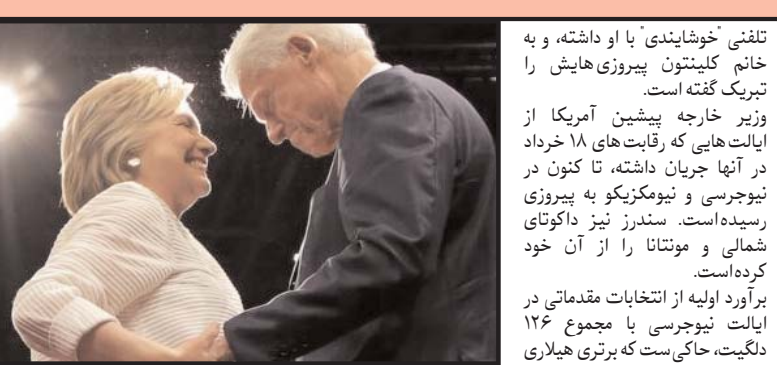 تلفنی "خوشایندی" با او داشته، و به
خانم کلینتون پیروزی‌هایش را
تبریک گفته است.
وزیر خارجه پیشین آمریکا از
ایالت‌هایی که رقابت‌های ۱۸ خرداد
در آنها جریان داشته، تا کنون در
نیوجرسی و نیومکزیکو به پیروزی
رسیده‌است. سندرز نیز داکوتای
شمالی و مونتانا را از آن خود
کرده‌است.
برآورد اولیه از انتخابات مقدماتی در
ایالت نیوجرسی با مجموع ۱۲۶
دلگیت، حاکی‌ست که برتری هیلاری